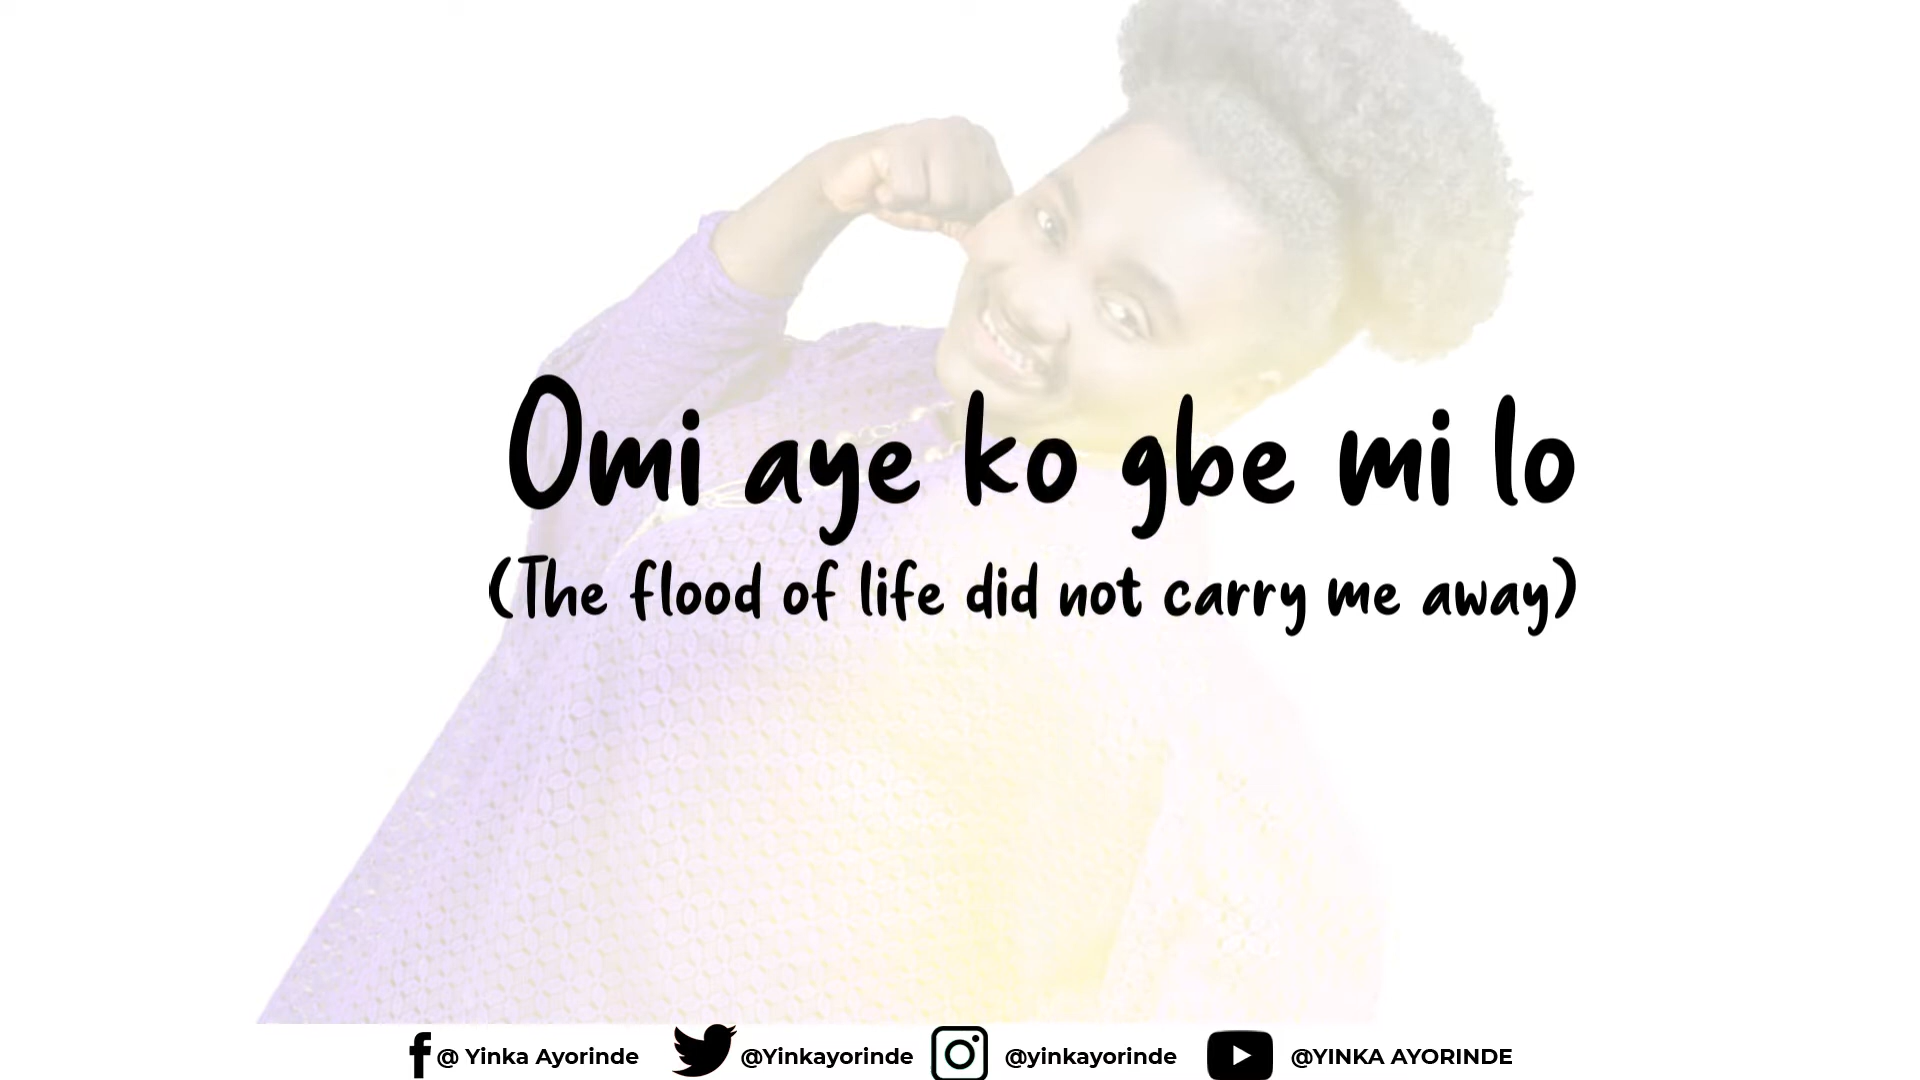 Omi aye ko gbe mi lo
(The flood of life did not carry me away)
@ Yinka Ayorinde @Yinkayorinde @yinkayorinde @YINKA AYORINDE